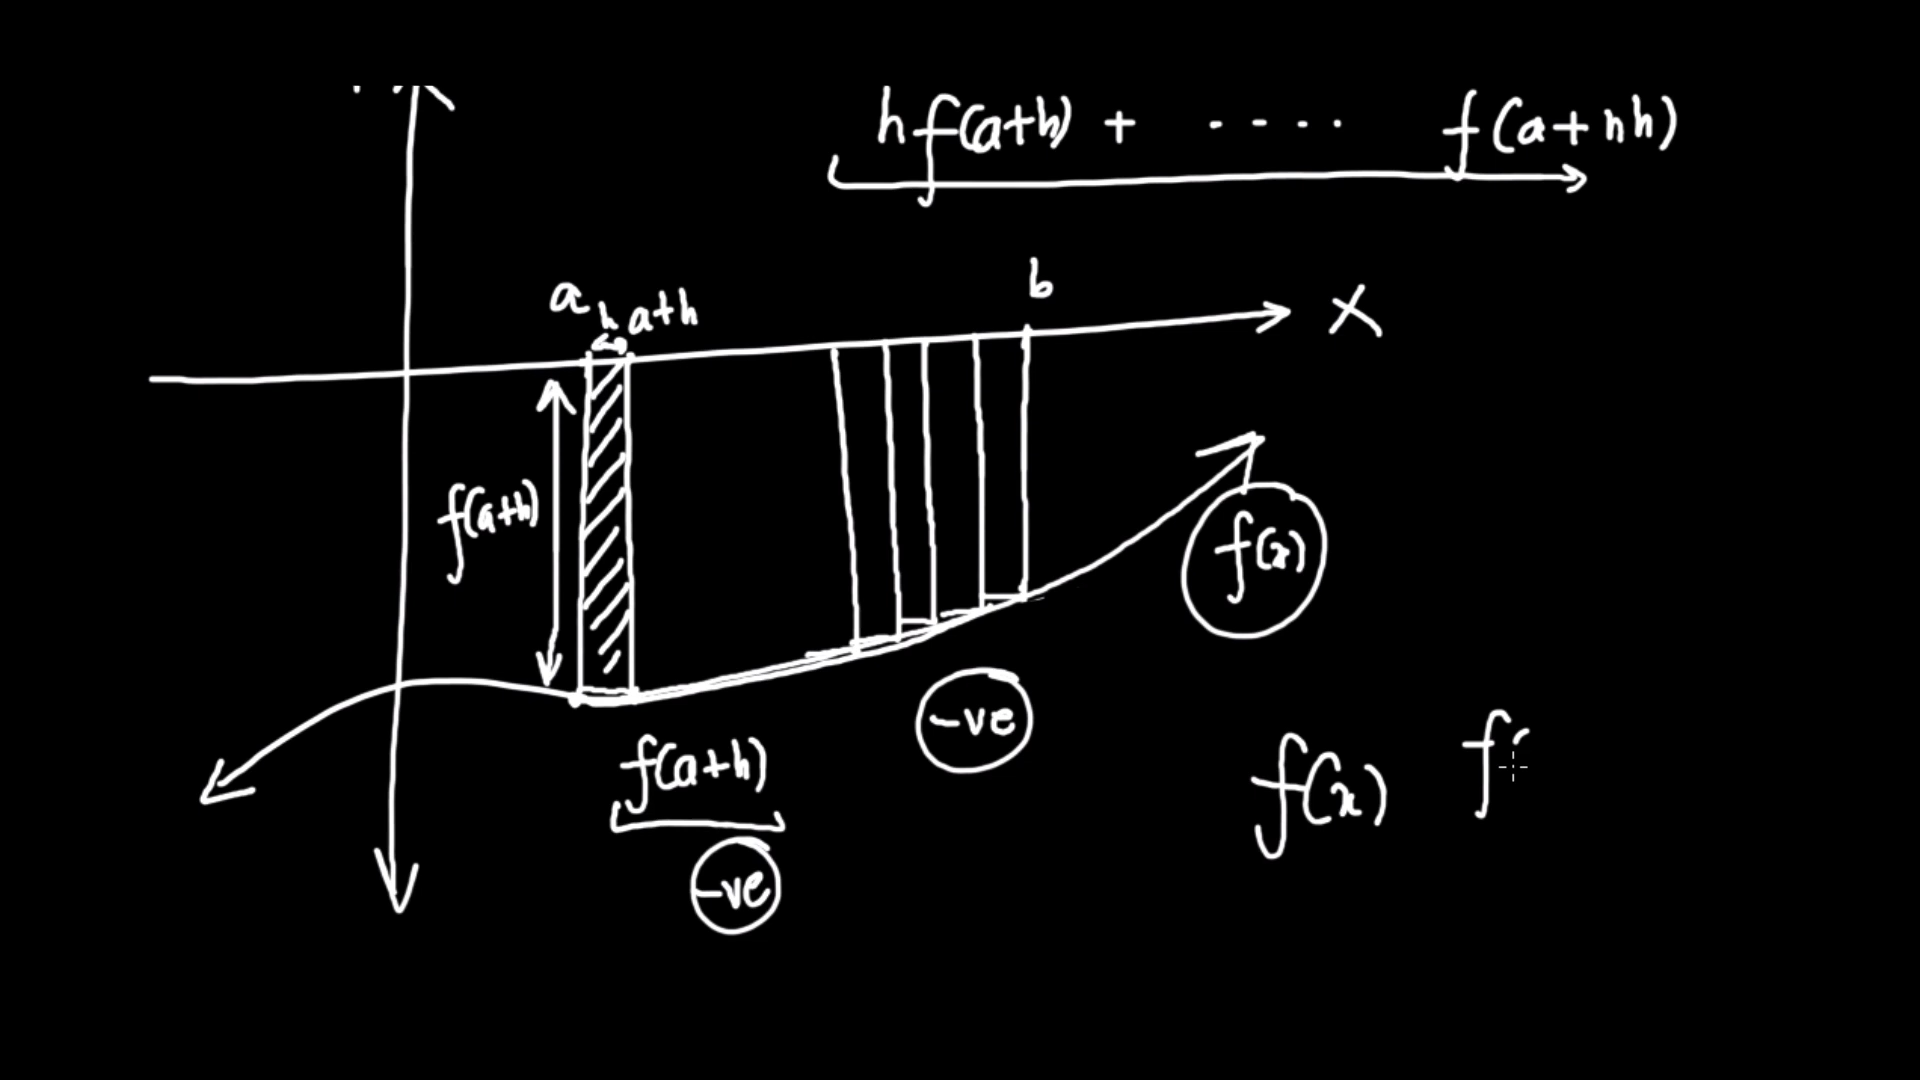 hf(a+h) + ---- f(a+nh)
b
a h a+h
X
f(a+h)
f(x)
-ve
f(a+h)
f(x) f(
-ve